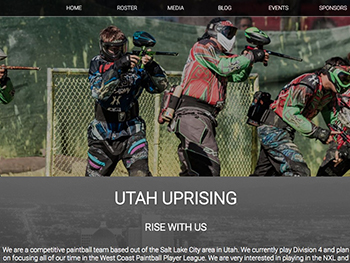 HOME ROSTER MEDIA BLOG EVENTS SPONSORS
UTAH UPRISING
RISE WITH US
We are a competitive paintball team based out of the Salt Lake City area in Utah. We currently play Division 4 and plan
on focusing all of our time in the West Coast Paintball Player League. We are very interested in playing in the NXL and